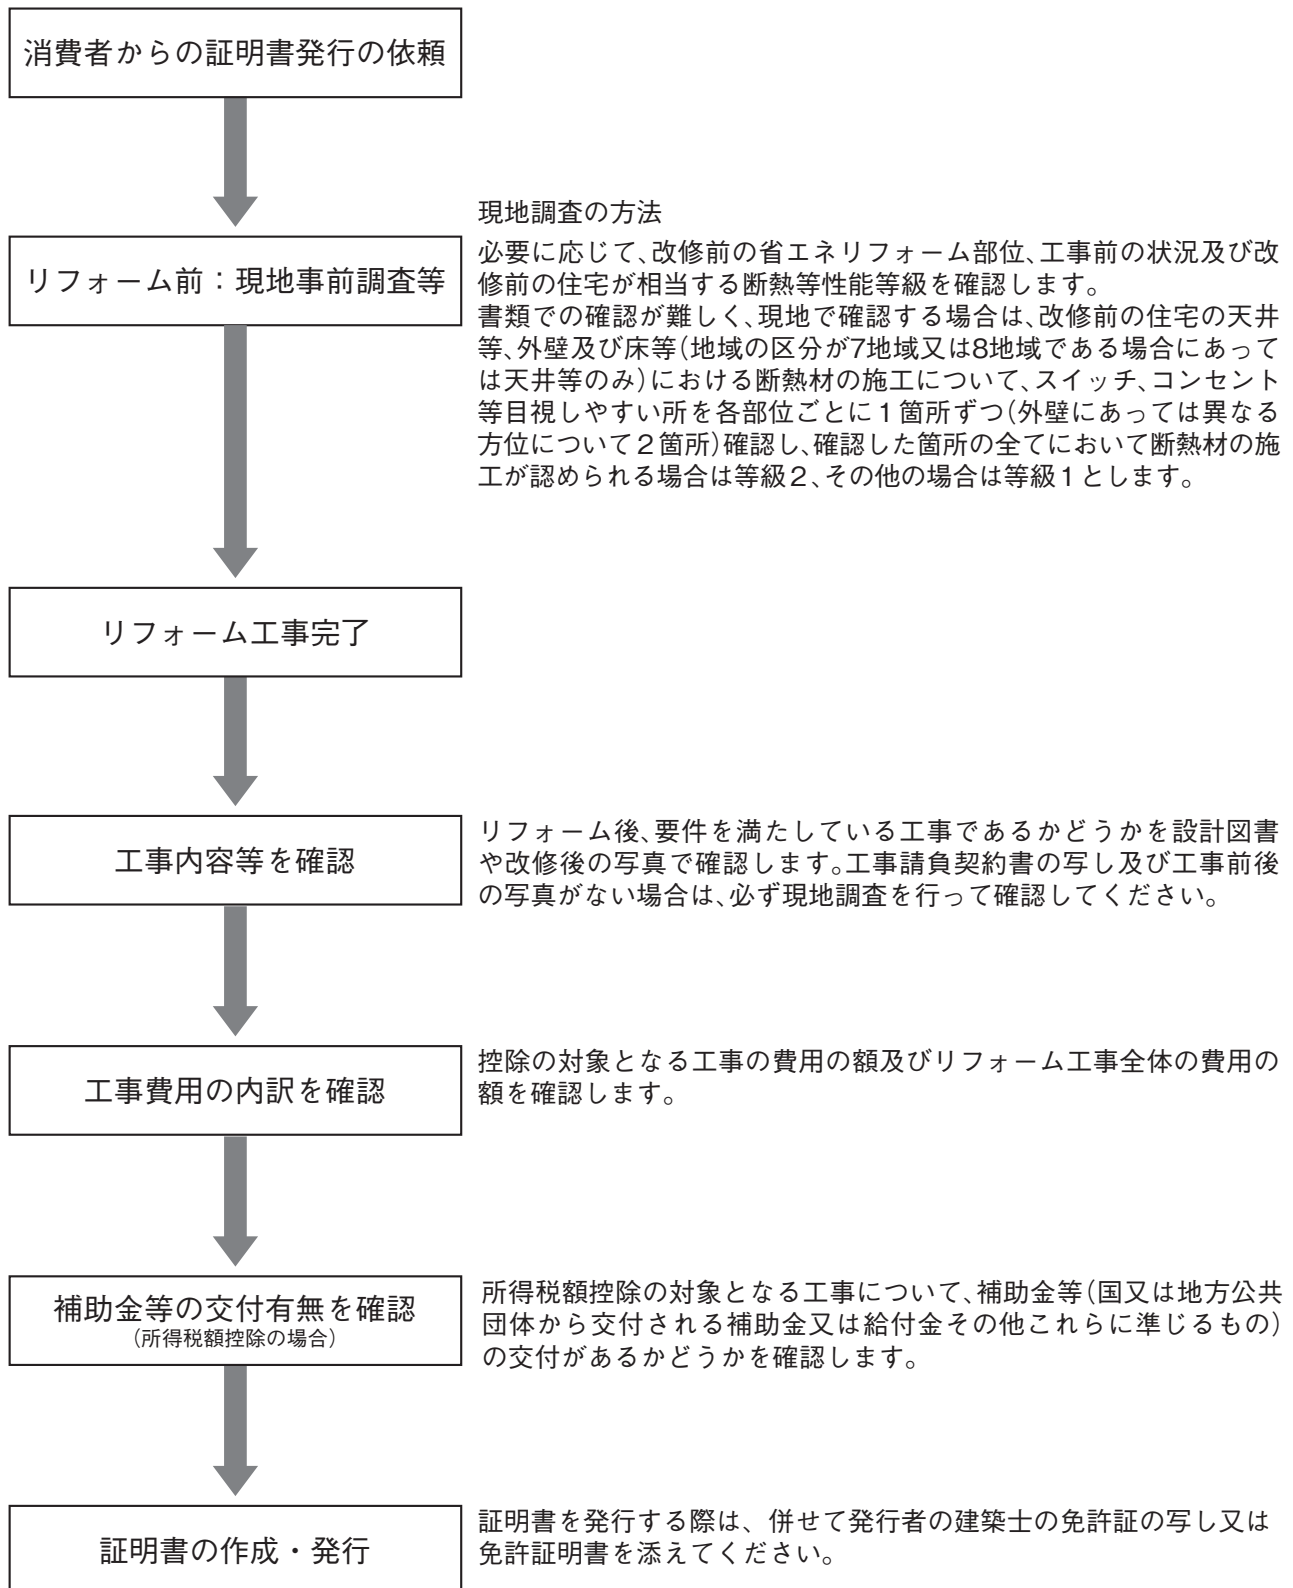 消費者からの証明書発行の依頼
現地調査の方法
リフォーム前：現地事前調査等
必要に応じて、改修前の省エネリフォーム部位、工事前の状況及び改
修前の住宅が相当する断熱等性能等級を確認します。
書類での確認が難しく、現地で確認する場合は、改修前の住宅の天井
等、外壁及び床等（地域の区分が7地域又は8地域である場合にあって
は天井等のみ）における断熱材の施工について、スイッチ、コンセント
等目視しやすい所を各部位ごとに１箇所ずつ（外壁にあっては異なる
方位について２箇所）確認し、確認した箇所の全てにおいて断熱材の施
工が認められる場合は等級２、その他の場合は等級１とします。
リフォーム工事完了
工事内容等を確認
リフォーム後、要件を満たしている工事であるかどうかを設計図書
や改修後の写真で確認します。工事請負契約書の写し及び工事前後
の写真がない場合は、必ず現地調査を行って確認してください。
工事費用の内訳を確認
控除の対象となる工事の費用の額及びリフォーム工事全体の費用の
額を確認します。
補助金等の交付有無を確認
（所得税額控除の場合）
所得税額控除の対象となる工事について、補助金等（国又は地方公共
団体から交付される補助金又は給付金その他これらに準じるもの）
の交付があるかどうかを確認します。
証明書の作成・発行
証明書を発行する際は、併せて発行者の建築士の免許証の写し又は
免許証明書を添えてください。